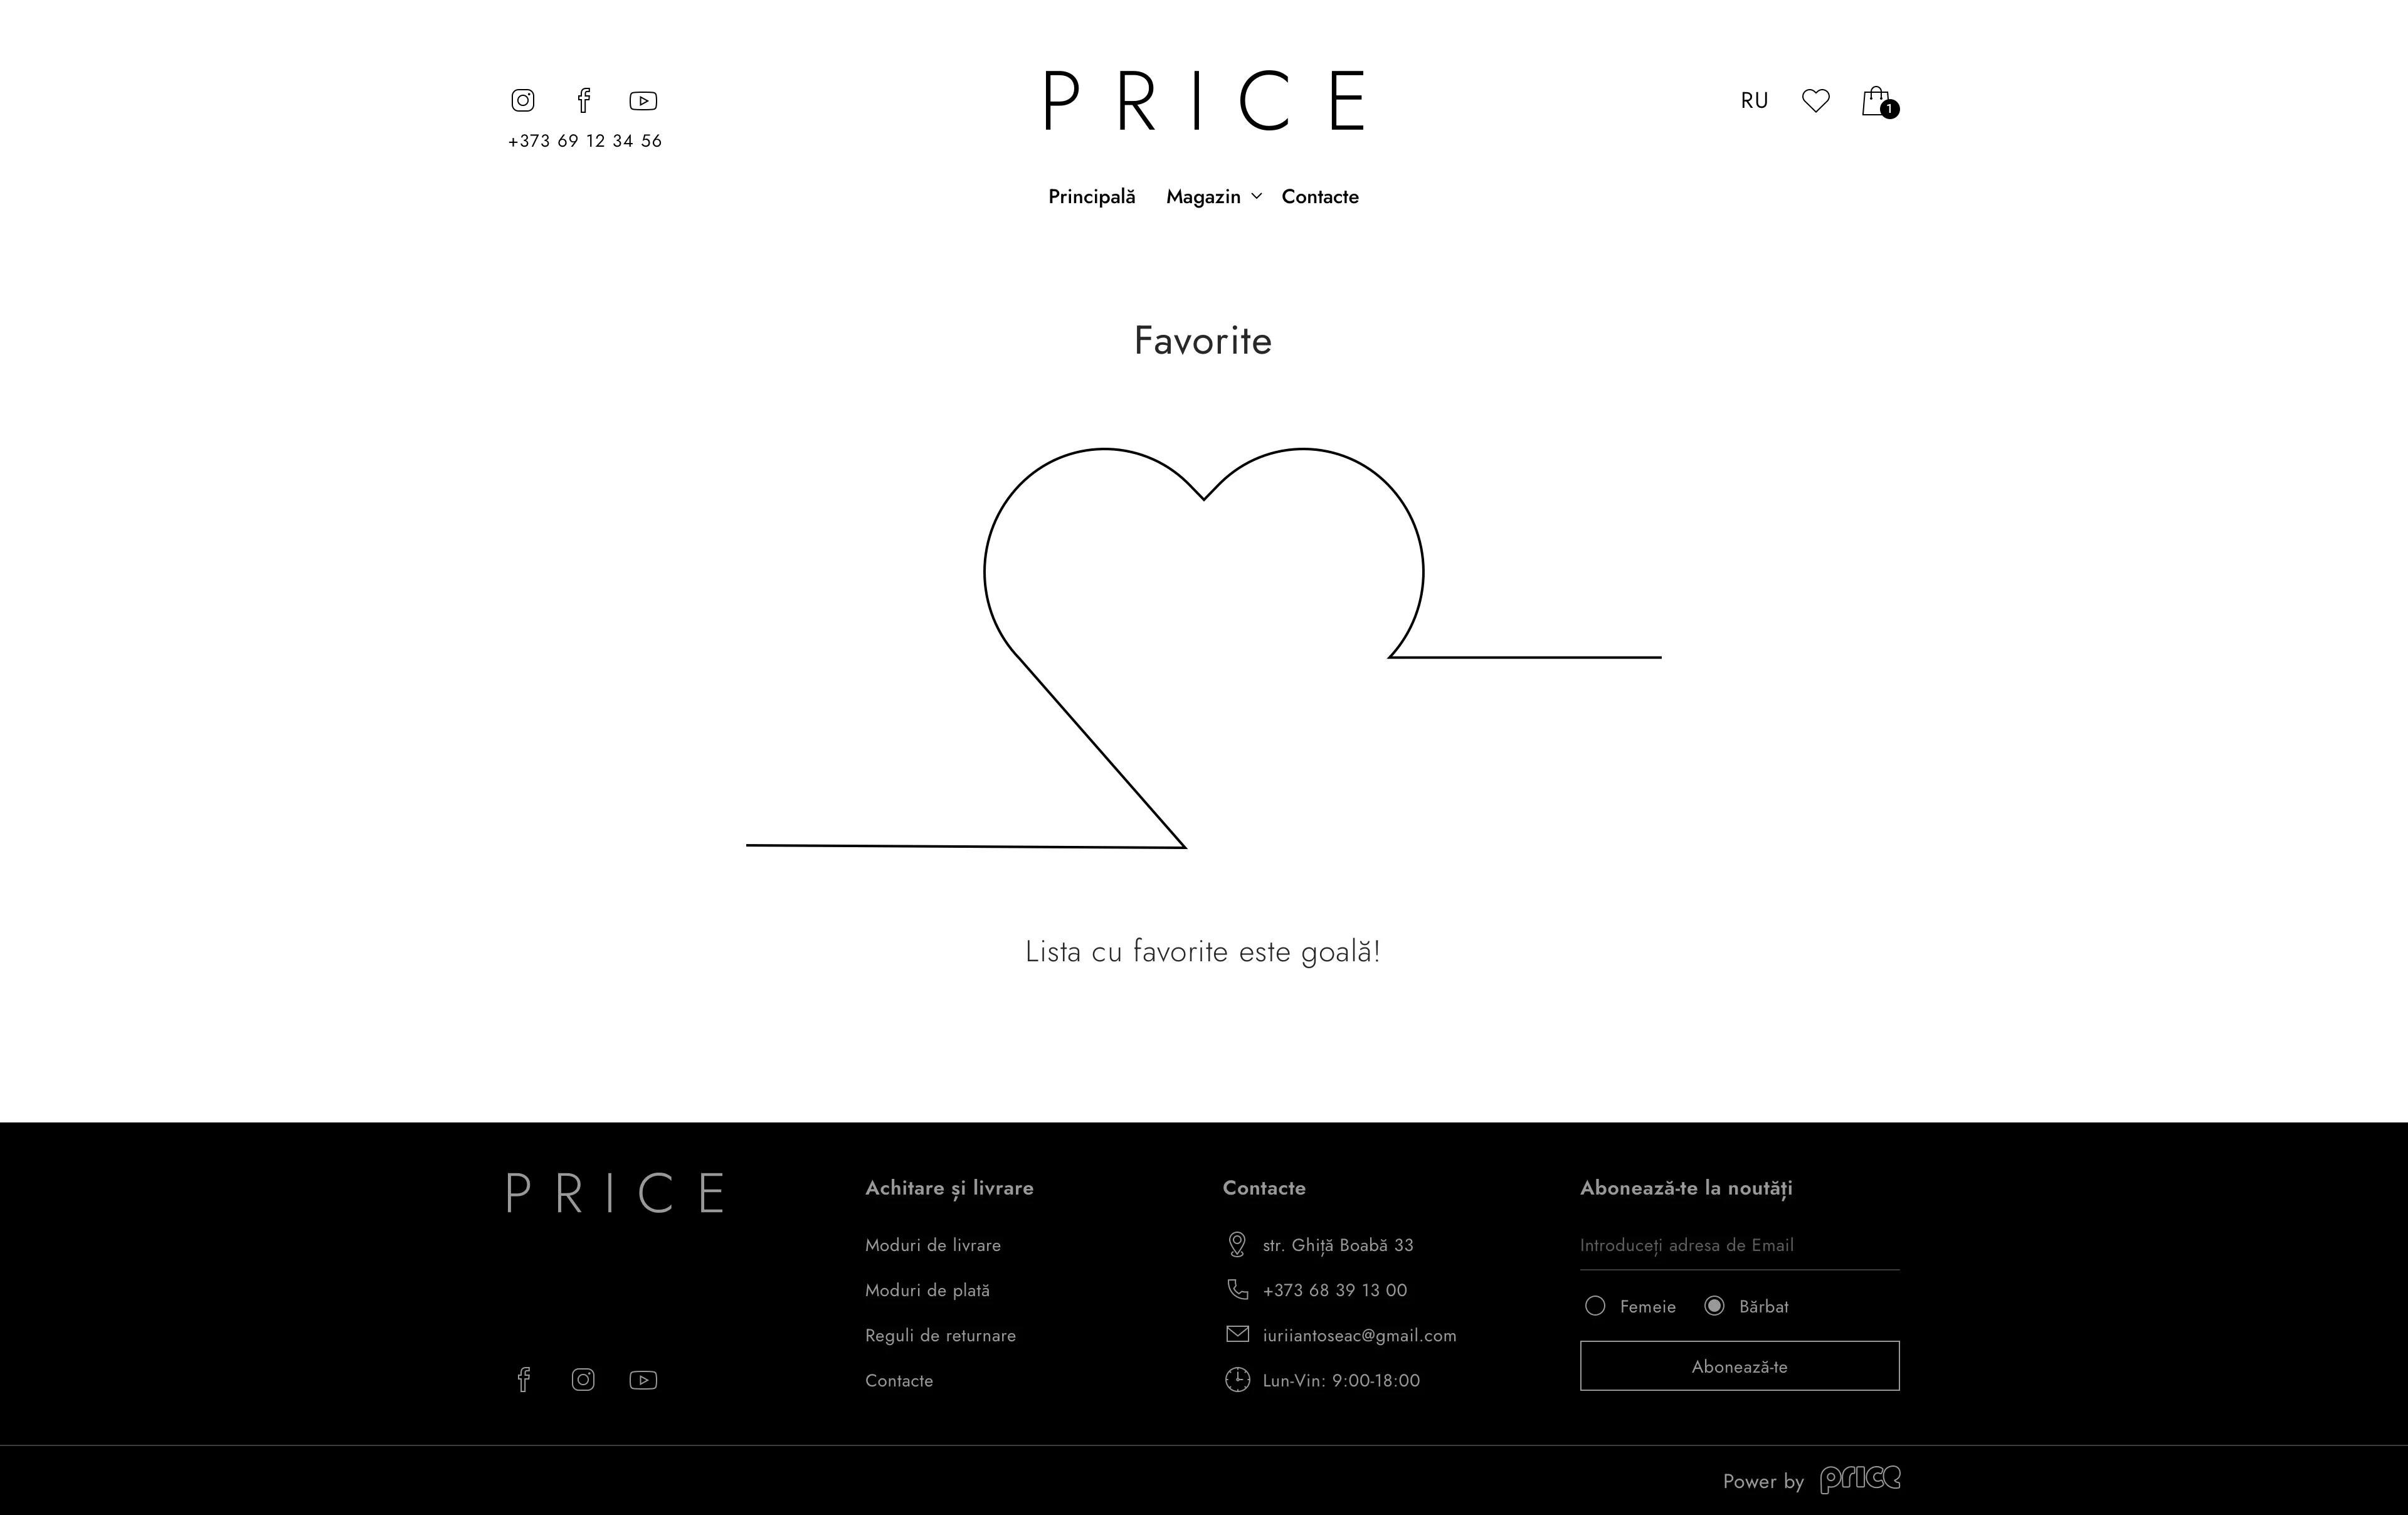 P R I C E
RU
1
+373 69 12 34 56
Principală Magazin Contacte
Favorite
Lista cu favorite este goală!
P R I C E
Achitare și livrare
Moduri de livrare
Moduri de plată
Reguli de returnare
Contacte
Contacte
str. Ghiță Boabă 33
+373 68 39 13 00
iuriiantoseac@gmail.com
Lun-Vin: 9:00-18:00
Abonează-te la noutăți
Introduceți adresa de Email
Femeie Bărbat
Abonează-te
Power by price